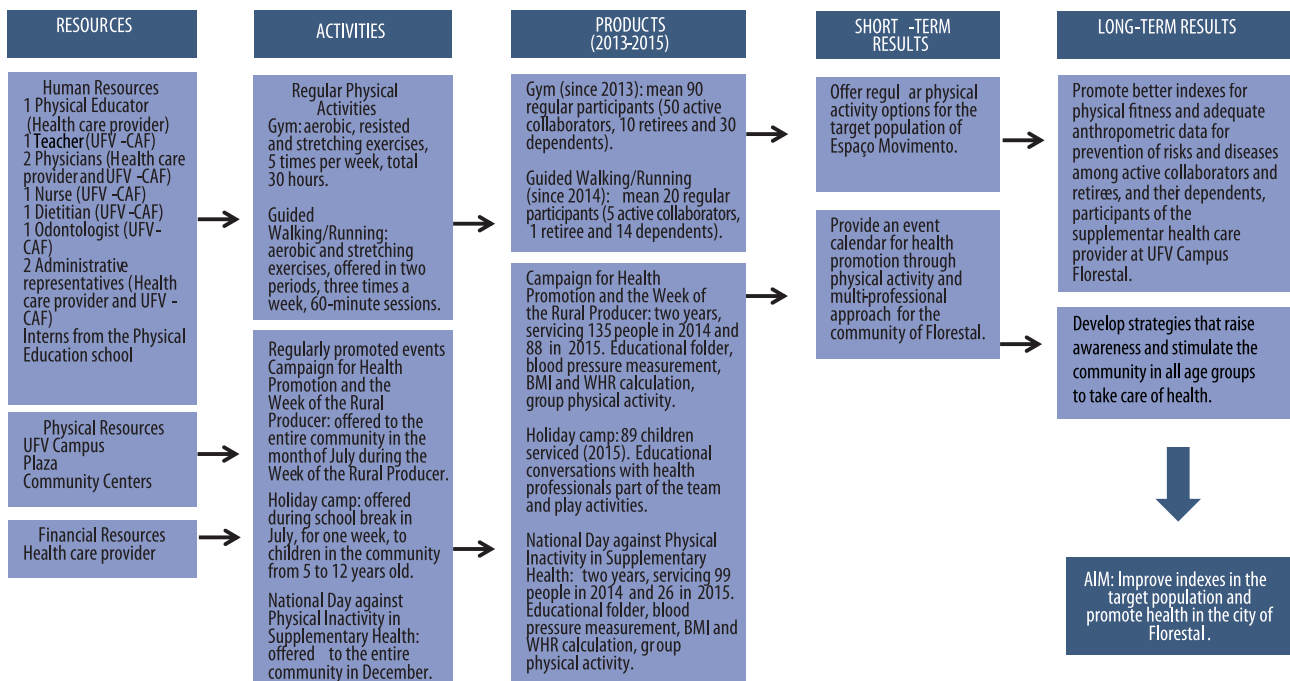 RESOURCES
Human Resources
1 Physical Educator
(Health care provider)
1 Teacher (UFV -CAF)
2 Physicians (Health care
provider and UFV -CAF)
1 Nurse (UFV -CAF)
1 Dietitian (UFV -CAF)
1 Odontologist (UFV-
CAF)
2 Administrative
representatives (Health
care provider and UFV -
CAF)
Interns from the Physical
Education school
Physical Resources
UFV Campus
Plaza
Community Centers
Financial Resources
Health care provider
ACTIVITIES
Regular Physical
Activities
Gym: aerobic, resisted
and stretching exercises,
5 times per week, total
30 hours.
Guided
Walking/Running:
aerobic and stretching
exercises, offered in two
periods, three times a
week, 60-minute sessions.
Regularly promoted events
Campaign for Health
Promotion and the
Week of the Rural
Producer: offered to the
entire community in the
month of July during the
Week of the Rural Producer.
Holiday camp: offered
during school break in
July, for one week, to
children in the community
from 5 to 12 years old.
National Day against
Physical Inactivity in
Supplementary Health:
offered to the entire
community in December.
PRODUCTS
(2013-2015)
Gym (since 2013): mean 90
regular participants (50 active
collaborators, 10 retirees and 30
dependents).
Guided Walking/Running
(since 2014): mean 20 regular
participants (5 active collaborators,
1 retiree and 14 dependents).
Campaign for Health
Promotion and the Week of
the Rural Producer: two years,
servicing 135 people in 2014 and
88 in 2015. Educational folder,
blood pressure measurement,
BMI and WHR calculation,
group physical activity.
Holiday camp: 89 children
serviced (2015). Educational
conversations with health
professionals part of the team
and play activities.
National Day against Physical
Inactivity in Supplementary
Health: two years, servicing 99
people in 2014 and 26 in 2015.
Educational folder, blood
pressure measurement, BMI and
WHR calculation, group
physical activity.
SHORT -TERM
RESULTS
Offer regul ar physical
activity options for the
target population of
Espaço Movimento.
Provide an event
calendar for health
promotion through
physical activity and
multi-professional
approach for the
community of Florestal.
LONG-TERM RESULTS
Promote better indexes for
physical fitness and adequate
anthropometric data for
prevention of risks and diseases
among active collaborators and
retirees, and their dependents,
participants of the
supplementar health care
provider at UFV Campus
Florestal.
Develop strategies that raise
awareness and stimulate the
community in all age groups
to take care of health.
AIM: Improve indexes in the
target population and
promote health in the city of
Florestal .